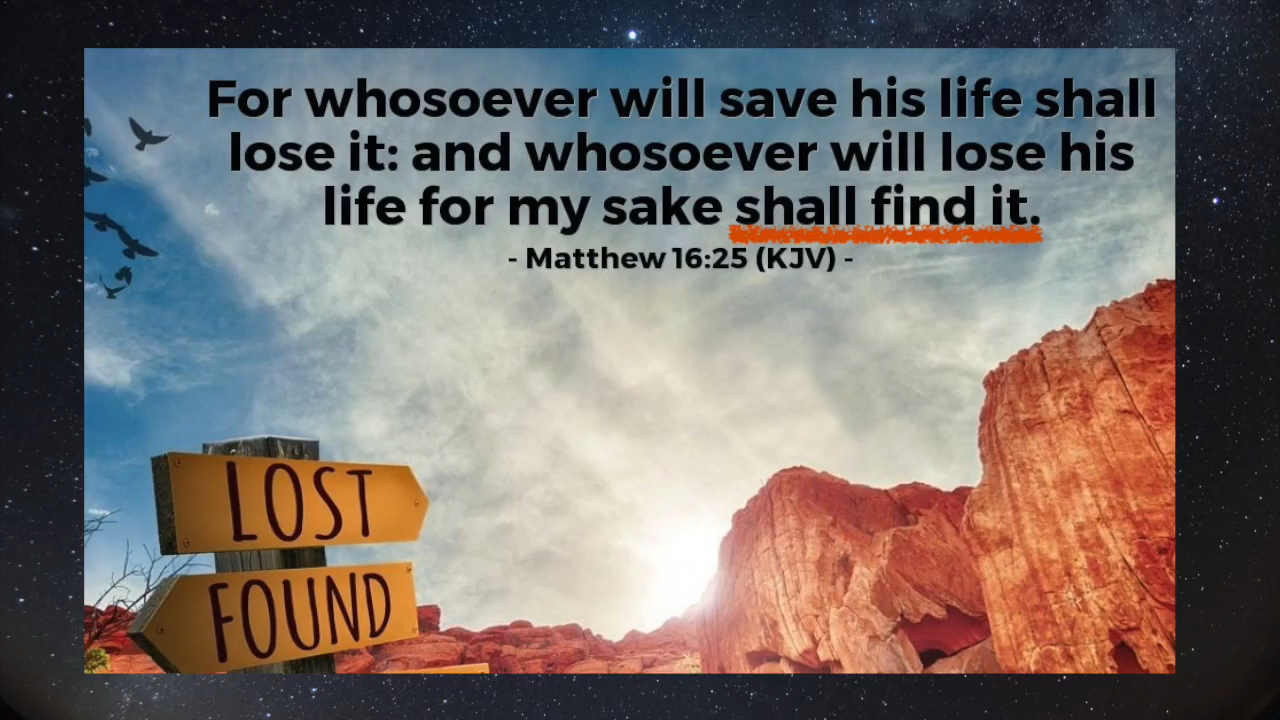 For whosoever will save his life shall
lose it: and whosoever will lose his
life for my sake shall find it.
- Matthew 16:25 (KJV) -
LOST
FOUND